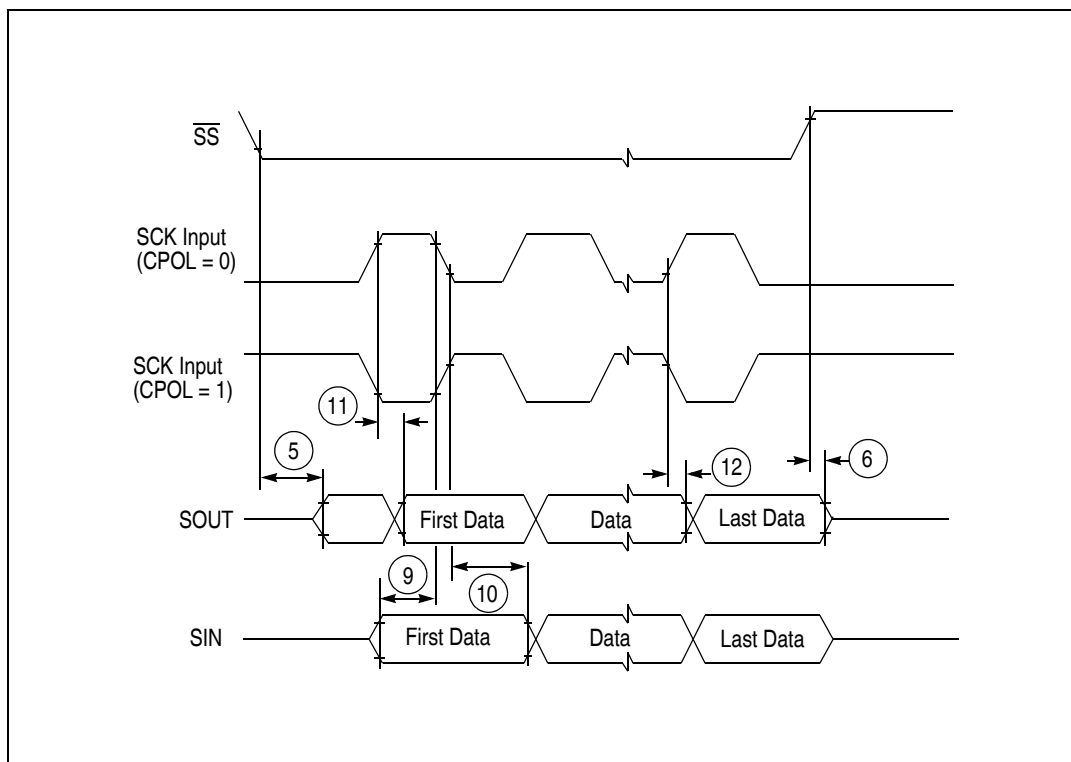 SS
SCK Input
(CPOL = 0)
SCK Input
(CPOL = 1)
11
5
12
6
SOUT
First Data
Data
Last Data
9
10
SIN
First Data
Data
Last Data